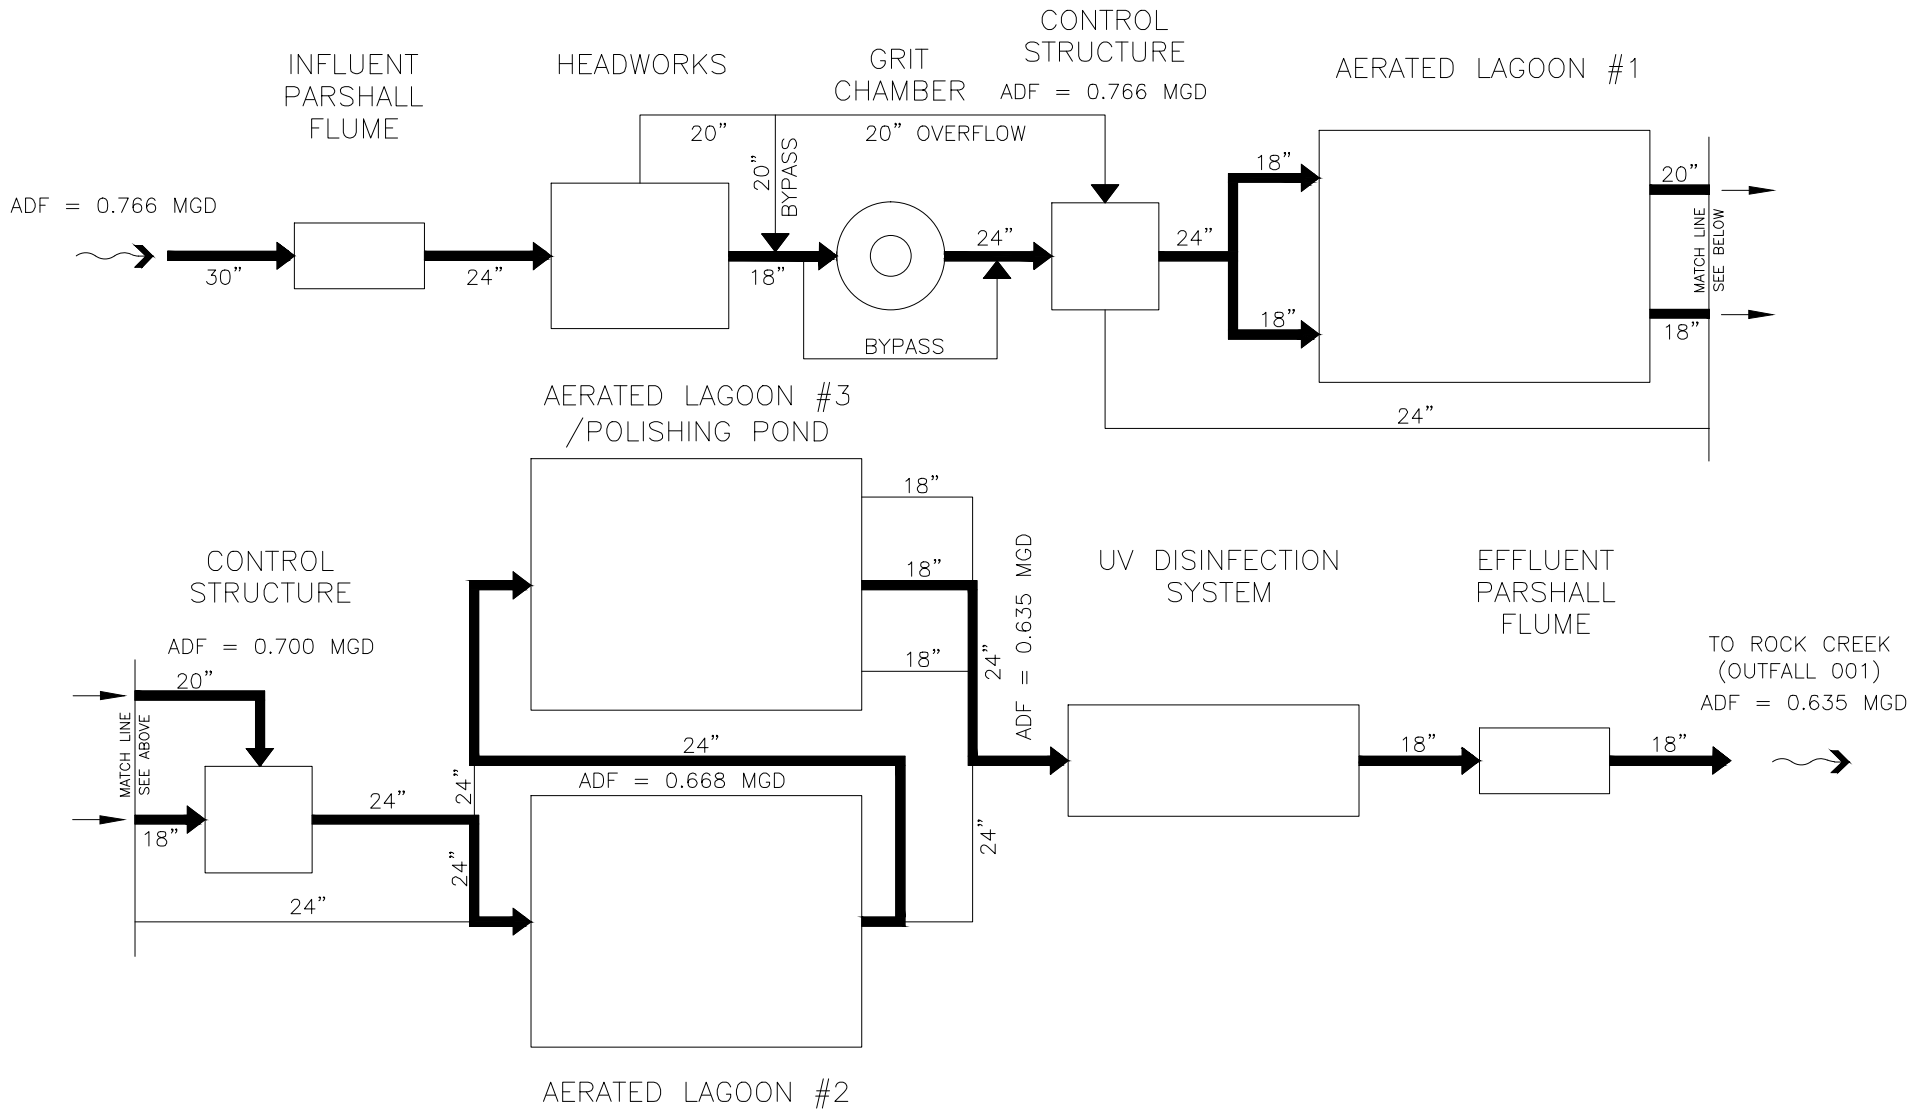 INFLUENT
PARSHALL
FLUME
HEADWORKS
GRIT
CHAMBER
CONTROL
STRUCTURE
ADF = 0.766 MGD
AERATED LAGOON #1
20”
20” OVERFLOW
20”
BYPASS
ADF = 0.766 MGD
30”
24”
18”
24”
BYPASS
24”
18”
18”
20”
18”
MATCH LINE
SEE BELOW
24”
AERATED LAGOON #3
/POLISHING POND
18”
18”
18”
24”
ADF = 0.635 MGD
CONTROL
STRUCTURE
ADF = 0.700 MGD
20”
18”
MATCH LINE
SEE ABOVE
24”
24”
24”
24”
24”
ADF = 0.668 MGD
24”
AERATED LAGOON #2
UV DISINFECTION
SYSTEM
18”
EFFLUENT
PARSHALL
FLUME
18”
TO ROCK CREEK
(OUTFALL 001)
ADF = 0.635 MGD